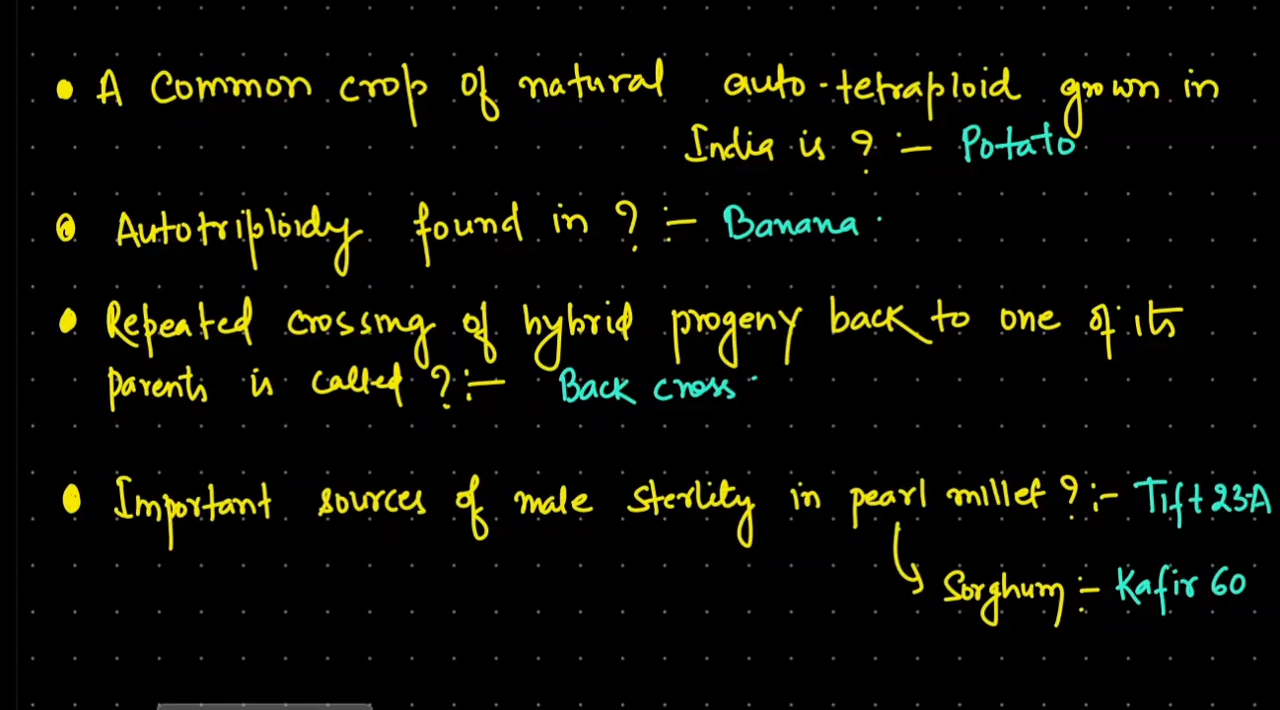 • A Common crop of natural auto-tetraploid grown in
India is ? :- Potato
• Autotriploidy found in ? :- Banana.
• Repeated crossing of hybrid progeny back to one of its
parents is called ? :- Back cross.
• Important sources of male sterlity in pearl millet ? :- Tift 23-A
Sorghum :- Kafir 60